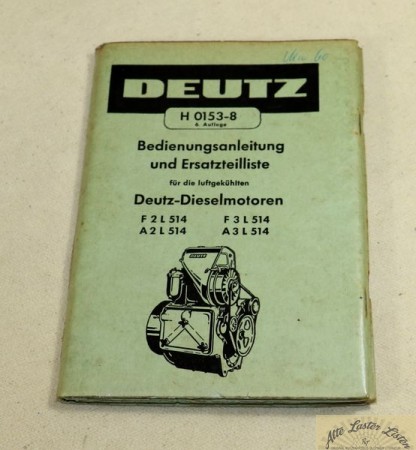 DEUTZ
H 0153-8
6. Auflage
Bedienungsanleitung
und Ersatzteilliste
für die luftgekühlten
Deutz-Dieselmotoren
F 2 L 514 F 3 L 514
A 2 L 514 A 3 L 514
DEUTZ
Alte Laster Listen